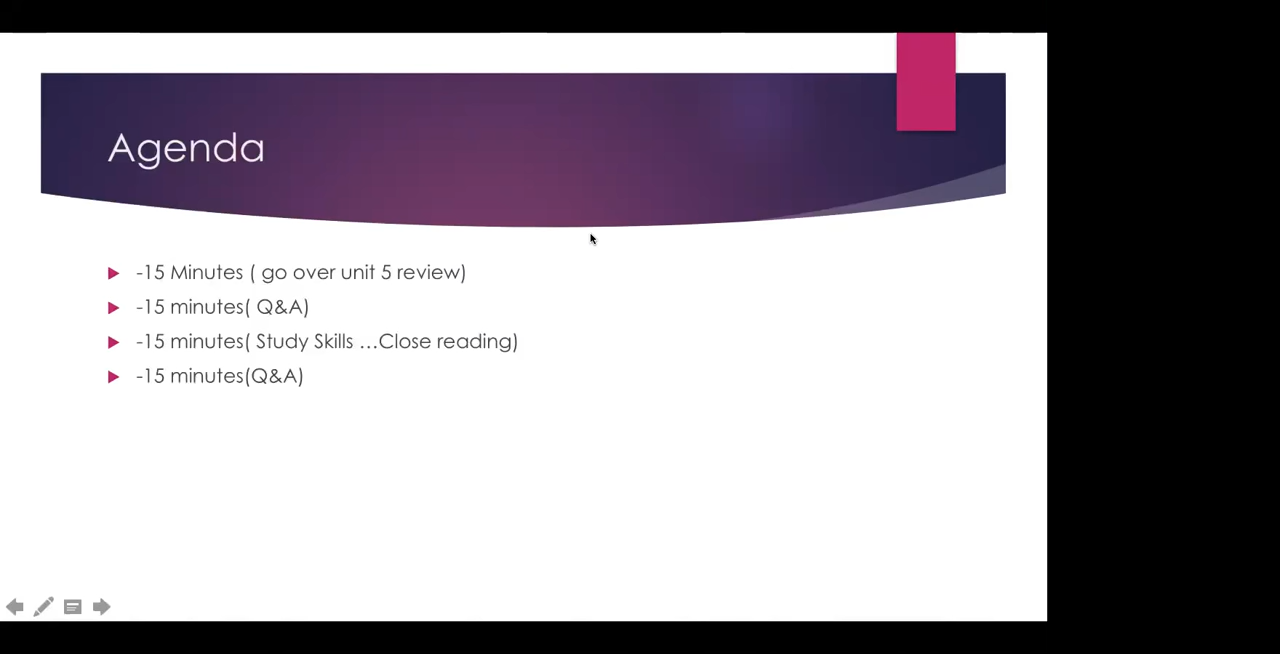 Agenda
-15 Minutes ( go over unit 5 review)
-15 minutes( Q&A)
-15 minutes( Study Skills …Close reading)
-15 minutes(Q&A)